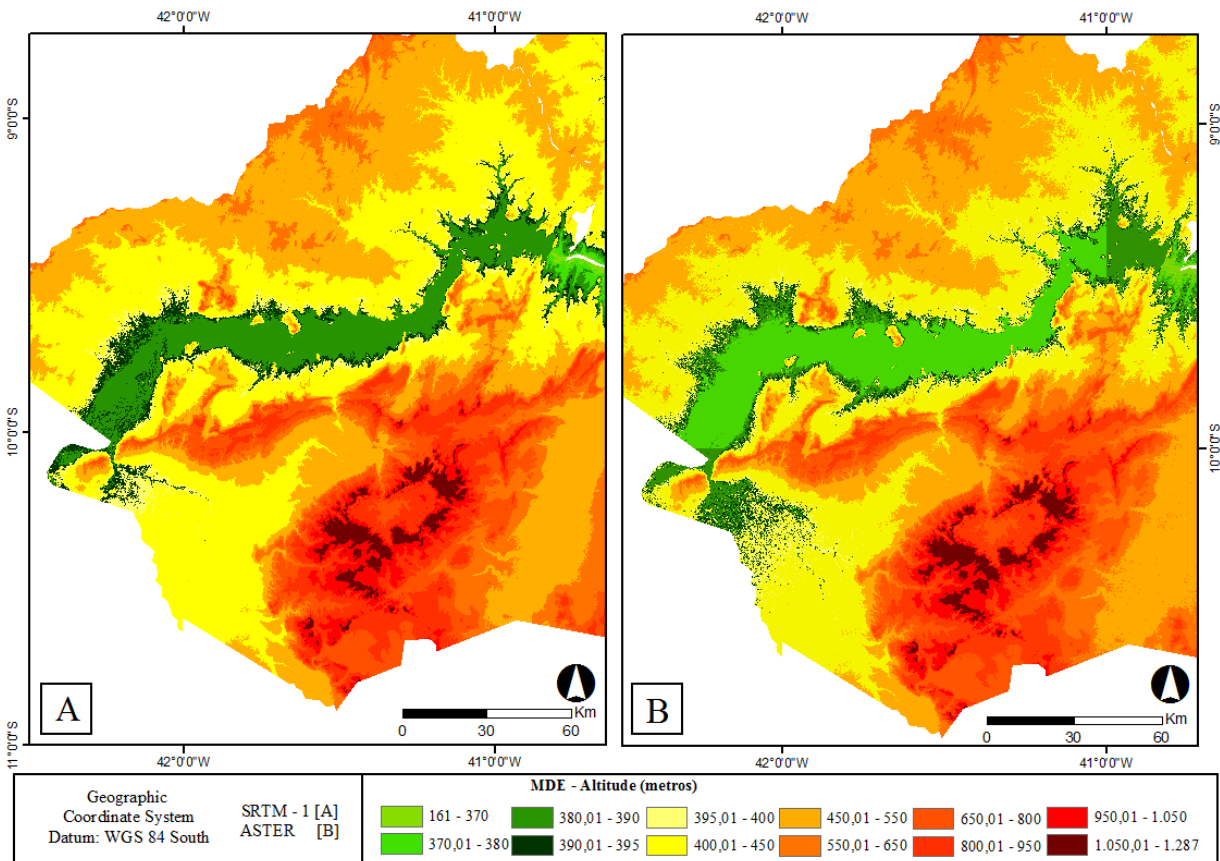 42°0'0"W 41°0'0"W 42°0'0"W 41°0'0"W
9°0'0"S
10°0'0"S
11°0'0"S
9°0'0"S
10°0'0"S
A
Km
0 30 60
B
Km
0 30 60
42°0'0"W 41°0'0"W 42°0'0"W 41°0'0"W
Geographic
Coordinate System
Datum: WGS 84 South
SRTM - 1 [A]
ASTER [B]
MDE - Altitude (metros)
161 - 370 380,01 - 390 395,01 - 400 450,01 - 550 650,01 - 800 950,01 - 1.050
370,01 - 380 390,01 - 395 400,01 - 450 550,01 - 650 800,01 - 950 1.050,01 - 1.287